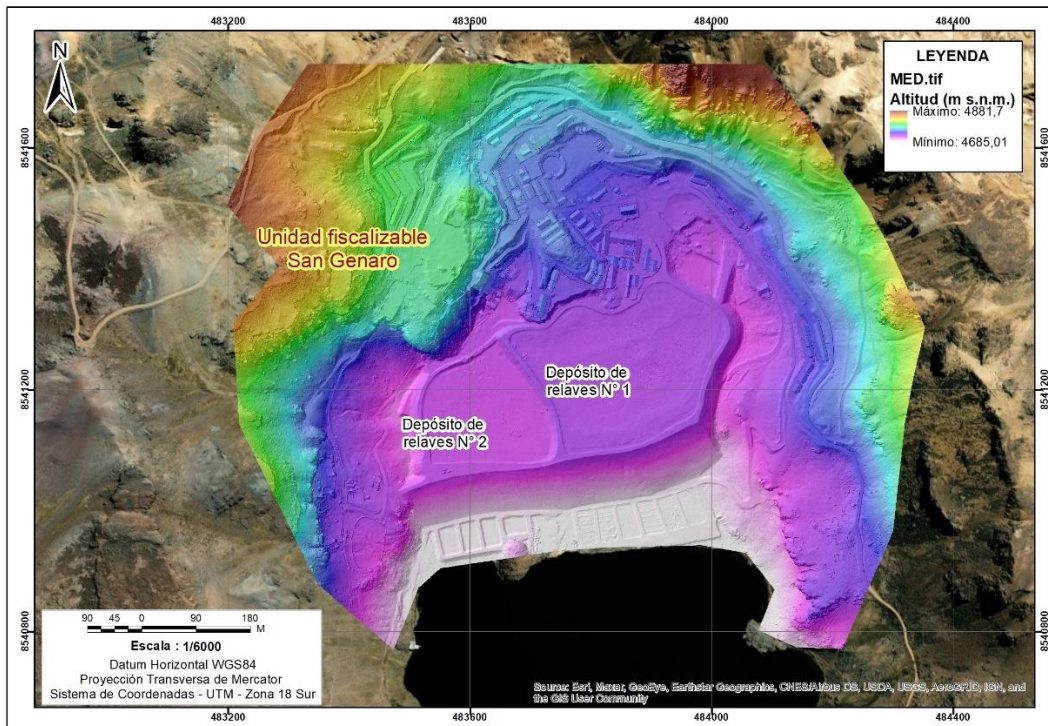 483200 483600 484000 484400
N
LEYENDA
MED.tif
Altitud (m s.n.m.)
Máximo: 4881,7
Mínimo: 4685,01
8541600
8541600
Unidad fiscalizable
San Genaro
8541200
8541200
Depósito de
relaves N° 1
Depósito de
relaves N° 2
8540800
8540800
90 45 0 90 180
M
Escala : 1/6000
Datum Horizontal WGS84
Proyección Transversa de Mercator
Sistema de Coordenadas - UTM - Zona 18 Sur
Source: Esri, Maxar, GeoEye, Earthstar Geographics, CNES/Airbus DS, USDA, USGS, AeroGRID, IGN, and
the GIS User Community
483200 483600 484000 484400